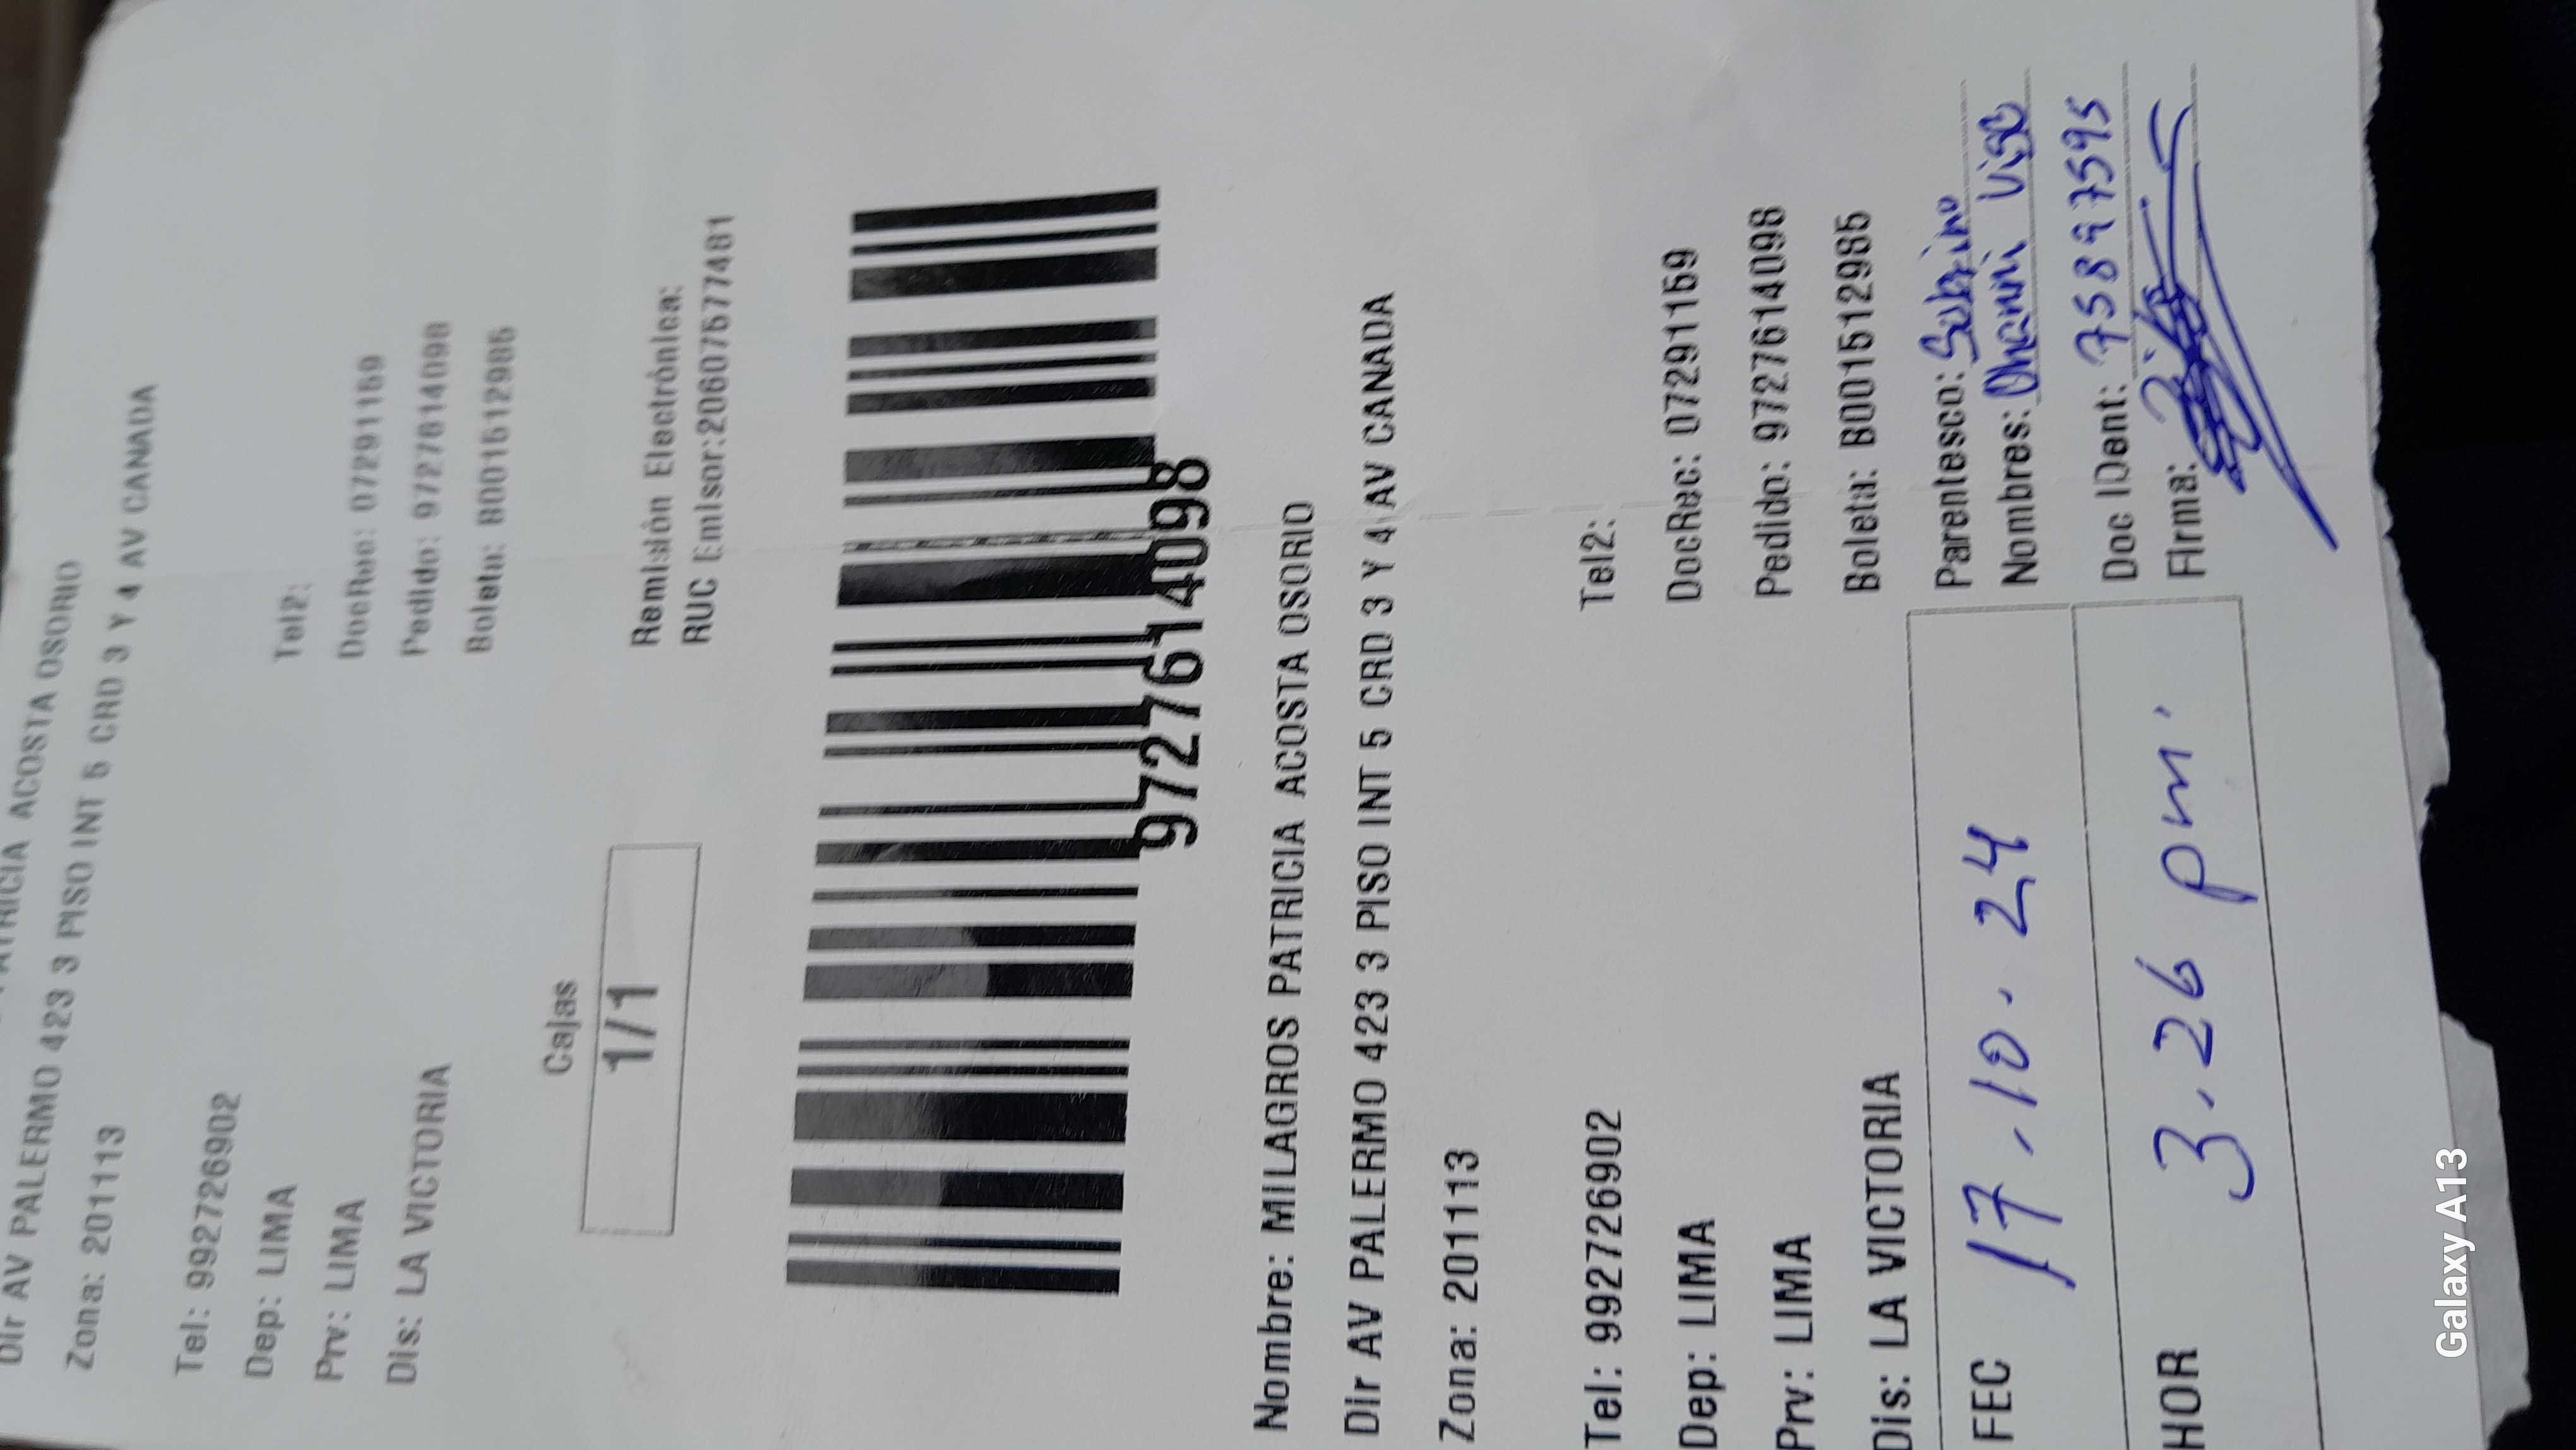 ACOSTA OSORIO
Dir AV PALERMO 423 3 PISO INT 5 CRD 3 Y 4 AV CANADA
Zona: 201113
Tel: 992726902
Tel2:
Dep: LIMA
DocRec: 07291159
Prv: LIMA
Pedido: 9727614098
Dis: LA VICTORIA
Boleta: B001512985
Cajas
1/1
Remisión Electrónica:
RUC Emisor:20607577481
9727614098
Nombre: MILAGROS PATRICIA ACOSTA OSORIO
Dir AV PALERMO 423 3 PISO INT 5 CRD 3 Y 4 AV CANADA
Zona: 201113
Tel: 992726902
Tel2:
Dep: LIMA
DocRec: 07291159
Prv: LIMA
Pedido: 9727614098
Dis: LA VICTORIA
Boleta: B001512985
FEC 17.10.24
Parentesco: Sobrino
Nombres:
HOR 3.26 pm.
Doc IDent: 75897595
Firma:
Galaxy A13